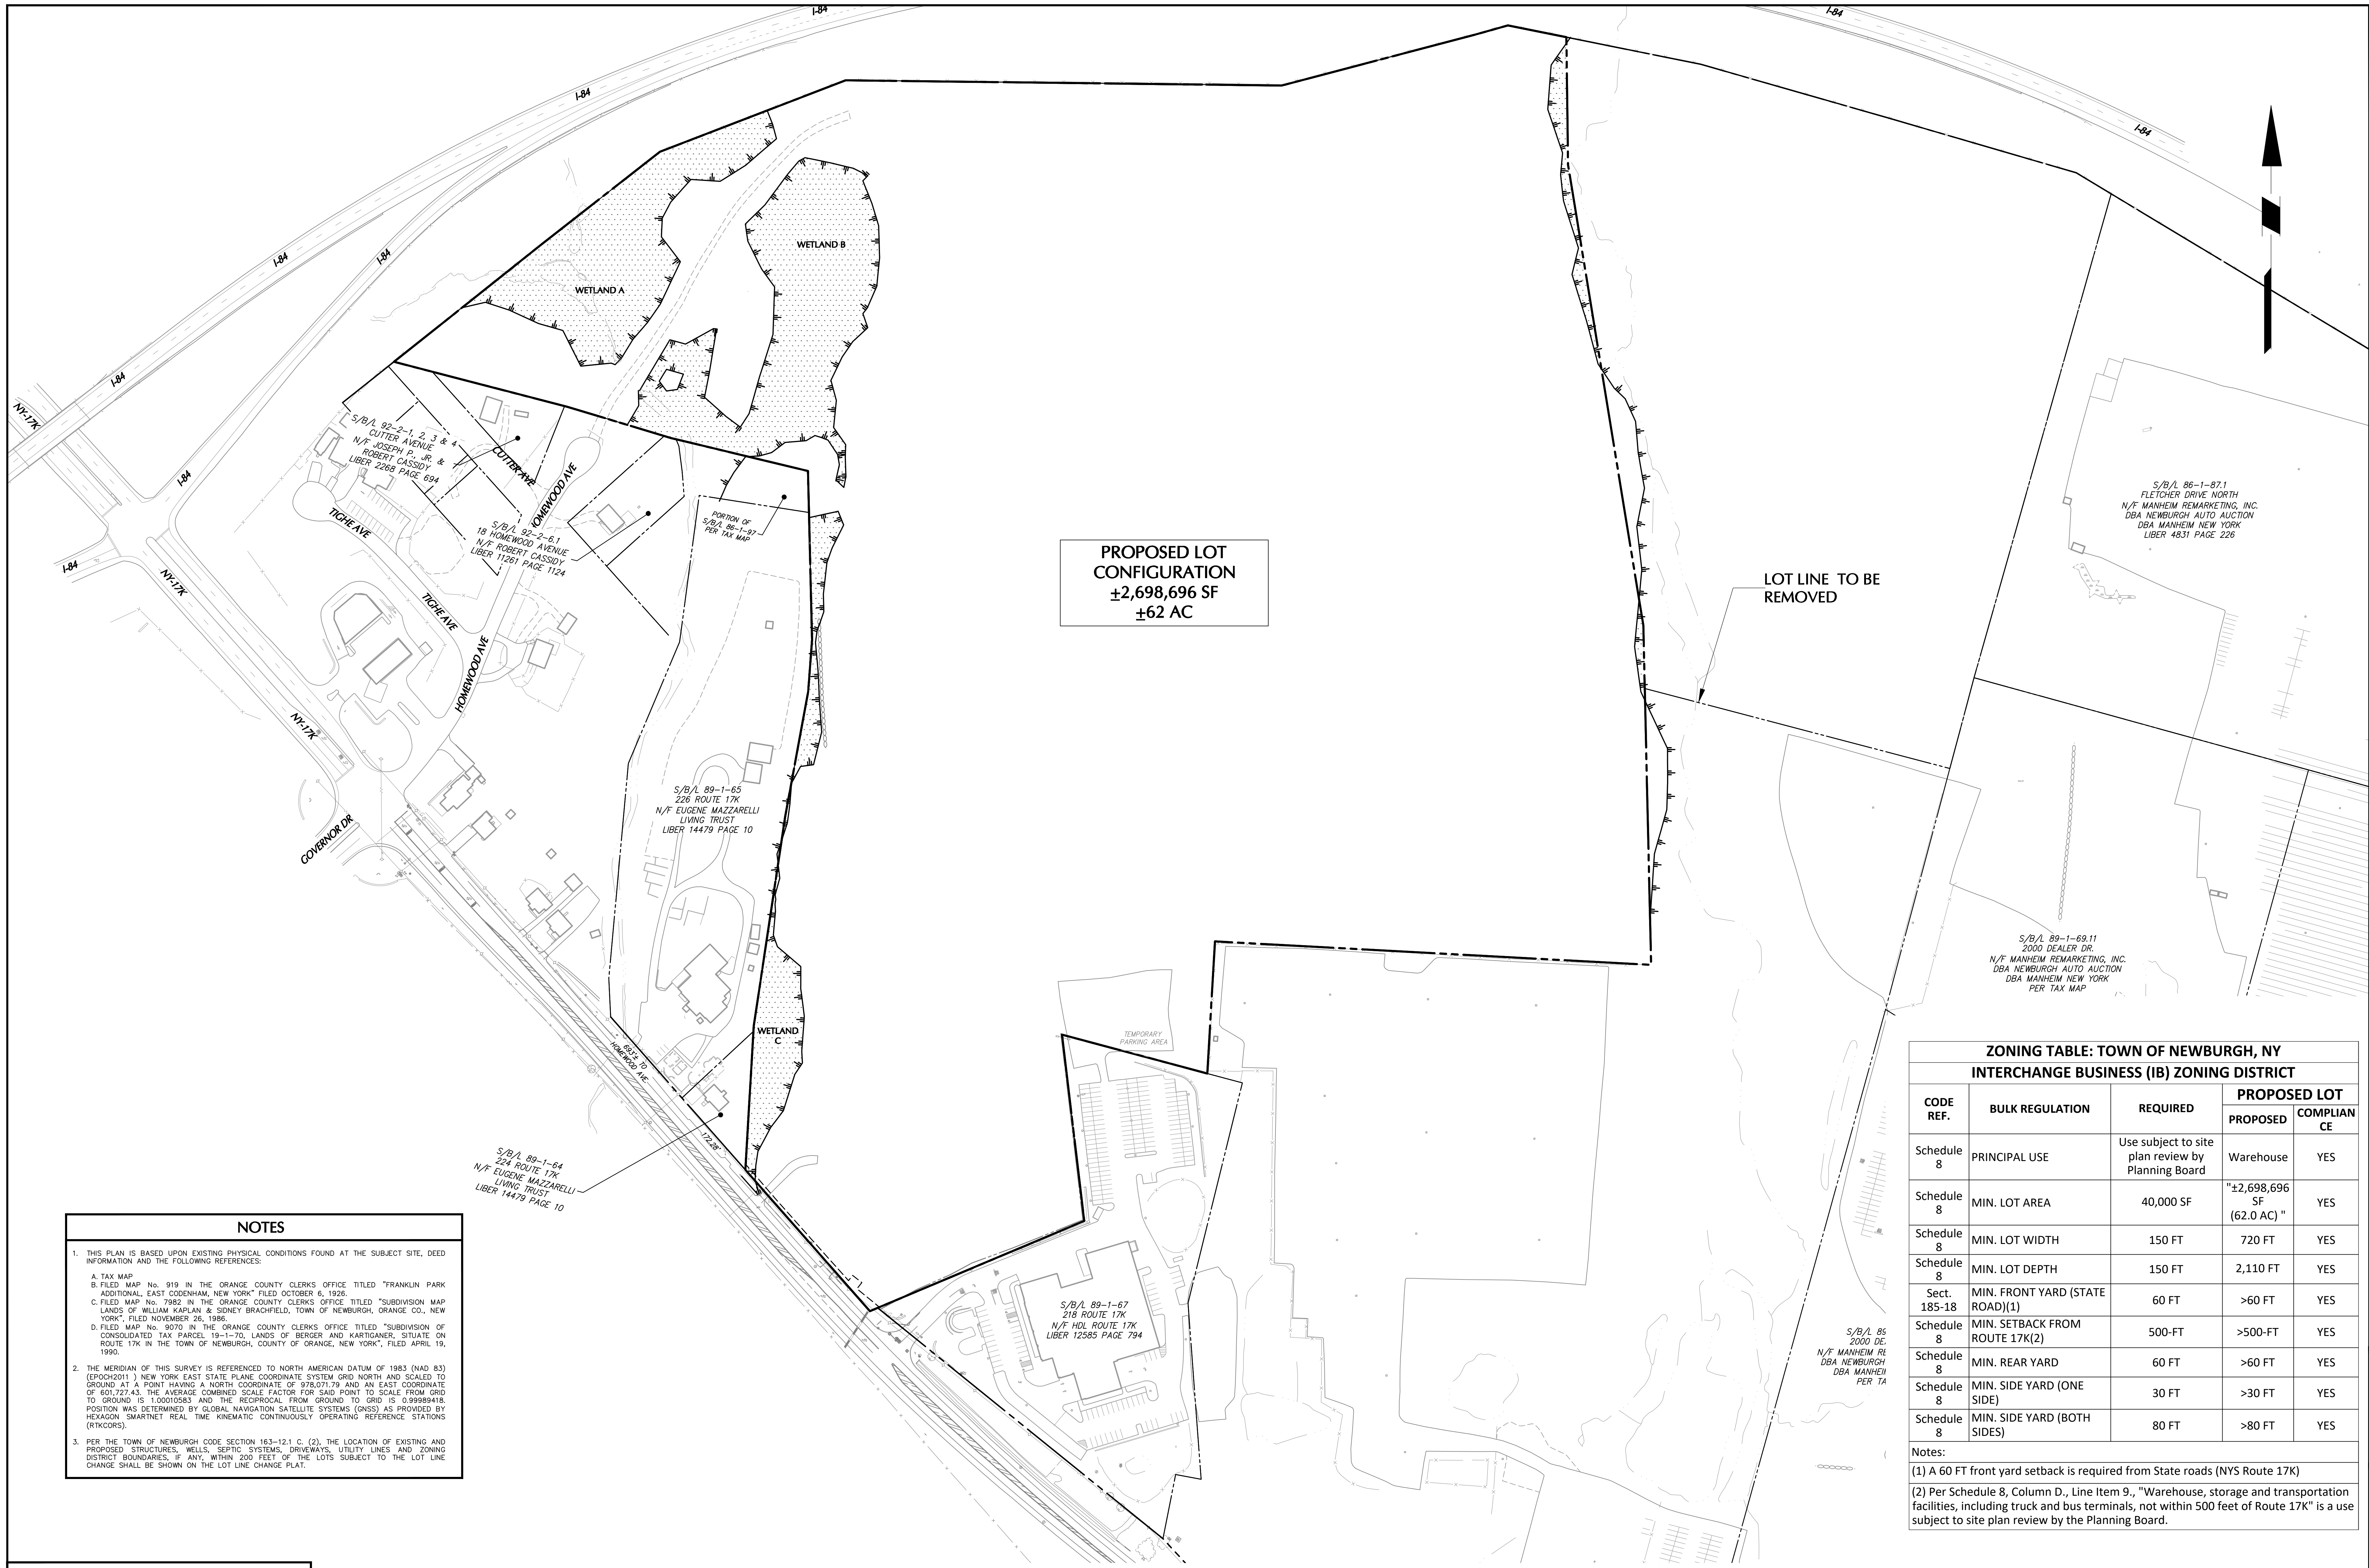 I-84
I-84
I-84
I-84
I-84
I-84
I-84
I-84
NY-17K
I-84
I-84
WETLAND A
WETLAND B
S/B/L 92-2-1, 2, 3 & 4
CUTTER AVENUE
N/F JOSEPH P., JR. &
ROBERT CASSIDY
LIBER 2268 PAGE 694
CUTTER AVE
HOMEWOOD AVE
TIGHE AVE
S/B/L 92-2-6.1
18 HOMEWOOD AVENUE
N/F ROBERT CASSIDY
LIBER 11261 PAGE 1124
PORTION OF
S/B/L 86-1-97
PER TAX MAP
NY-17K
TIGHE AVE
HOMEWOOD AVE
NY-17K
GOVERNOR DR
PROPOSED LOT
CONFIGURATION
±2,698,696 SF
±62 AC
LOT LINE TO BE
REMOVED
S/B/L 86-1-87.1
FLETCHER DRIVE NORTH
N/F MANHEIM REMARKETING, INC.
DBA NEWBURGH AUTO AUCTION
DBA MANHEIM NEW YORK
LIBER 4831 PAGE 226
S/B/L 89-1-65
226 ROUTE 17K
N/F EUGENE MAZZARELLI
LIVING TRUST
LIBER 14479 PAGE 10
S/B/L 89-1-69.11
2000 DEALER DR.
N/F MANHEIM REMARKETING, INC.
DBA NEWBURGH AUTO AUCTION
DBA MANHEIM NEW YORK
PER TAX MAP
WETLAND
C
TEMPORARY
PARKING AREA
693'± TO
HOMEWOOD AVE.
172.28'
S/B/L 89-1-64
224 ROUTE 17K
N/F EUGENE MAZZARELLI
LIVING TRUST
LIBER 14479 PAGE 10
S/B/L 89-1-67
218 ROUTE 17K
N/F HDL ROUTE 17K
LIBER 12585 PAGE 794
S/B/L 89
2000 DE
N/F MANHEIM RE
DBA NEWBURGH
DBA MANHEI
PER TA
NOTES
1. THIS PLAN IS BASED UPON EXISTING PHYSICAL CONDITIONS FOUND AT THE SUBJECT SITE, DEED
INFORMATION AND THE FOLLOWING REFERENCES:
A. TAX MAP
B. FILED MAP No. 919 IN THE ORANGE COUNTY CLERKS OFFICE TITLED "FRANKLIN PARK
ADDITIONAL, EAST CODENHAM, NEW YORK" FILED OCTOBER 6, 1926.
C. FILED MAP No. 7982 IN THE ORANGE COUNTY CLERKS OFFICE TITLED "SUBDIVISION MAP
LANDS OF WILLIAM KAPLAN & SIDNEY BRACHFIELD, TOWN OF NEWBURGH, ORANGE CO., NEW
YORK", FILED NOVEMBER 26, 1986.
D. FILED MAP No. 9070 IN THE ORANGE COUNTY CLERKS OFFICE TITLED "SUBDIVISION OF
CONSOLIDATED TAX PARCEL 19-1-70, LANDS OF BERGER AND KARTIGANER, SITUATE ON
ROUTE 17K IN THE TOWN OF NEWBURGH, COUNTY OF ORANGE, NEW YORK", FILED APRIL 19,
1990.
2. THE MERIDIAN OF THIS SURVEY IS REFERENCED TO NORTH AMERICAN DATUM OF 1983 (NAD 83)
(EPOCH2011 ) NEW YORK EAST STATE PLANE COORDINATE SYSTEM GRID NORTH AND SCALED TO
GROUND AT A POINT HAVING A NORTH COORDINATE OF 978,071.79 AND AN EAST COORDINATE
OF 601,727.43. THE AVERAGE COMBINED SCALE FACTOR FOR SAID POINT TO SCALE FROM GRID
TO GROUND IS 1.00010583 AND THE RECIPROCAL FROM GROUND TO GRID IS 0.99989418.
POSITION WAS DETERMINED BY GLOBAL NAVIGATION SATELLITE SYSTEMS (GNSS) AS PROVIDED BY
HEXAGON SMARTNET REAL TIME KINEMATIC CONTINUOUSLY OPERATING REFERENCE STATIONS
(RTKCORS).
3. PER THE TOWN OF NEWBURGH CODE SECTION 163-12.1 C. (2), THE LOCATION OF EXISTING AND
PROPOSED STRUCTURES, WELLS, SEPTIC SYSTEMS, DRIVEWAYS, UTILITY LINES AND ZONING
DISTRICT BOUNDARIES, IF ANY, WITHIN 200 FEET OF THE LOTS SUBJECT TO THE LOT LINE
CHANGE SHALL BE SHOWN ON THE LOT LINE CHANGE PLAT.
ZONING TABLE: TOWN OF NEWBURGH, NY
INTERCHANGE BUSINESS (IB) ZONING DISTRICT
CODE REF. BULK REGULATION REQUIRED PROPOSED LOT
PROPOSED COMPLIANCE
Schedule 8 PRINCIPAL USE Use subject to site plan review by Planning Board Warehouse YES
Schedule 8 MIN. LOT AREA 40,000 SF "±2,698,696 SF (62.0 AC) " YES
Schedule 8 MIN. LOT WIDTH 150 FT 720 FT YES
Schedule 8 MIN. LOT DEPTH 150 FT 2,110 FT YES
Sect. 185-18 MIN. FRONT YARD (STATE ROAD)(1) 60 FT >60 FT YES
Schedule 8 MIN. SETBACK FROM ROUTE 17K(2) 500-FT >500-FT YES
Schedule 8 MIN. REAR YARD 60 FT >60 FT YES
Schedule 8 MIN. SIDE YARD (ONE SIDE) 30 FT >30 FT YES
Schedule 8 MIN. SIDE YARD (BOTH SIDES) 80 FT >80 FT YES
Notes:
(1) A 60 FT front yard setback is required from State roads (NYS Route 17K)
(2) Per Schedule 8, Column D., Line Item 9., "Warehouse, storage and transportation
facilities, including truck and bus terminals, not within 500 feet of Route 17K" is a use
subject to site plan review by the Planning Board.